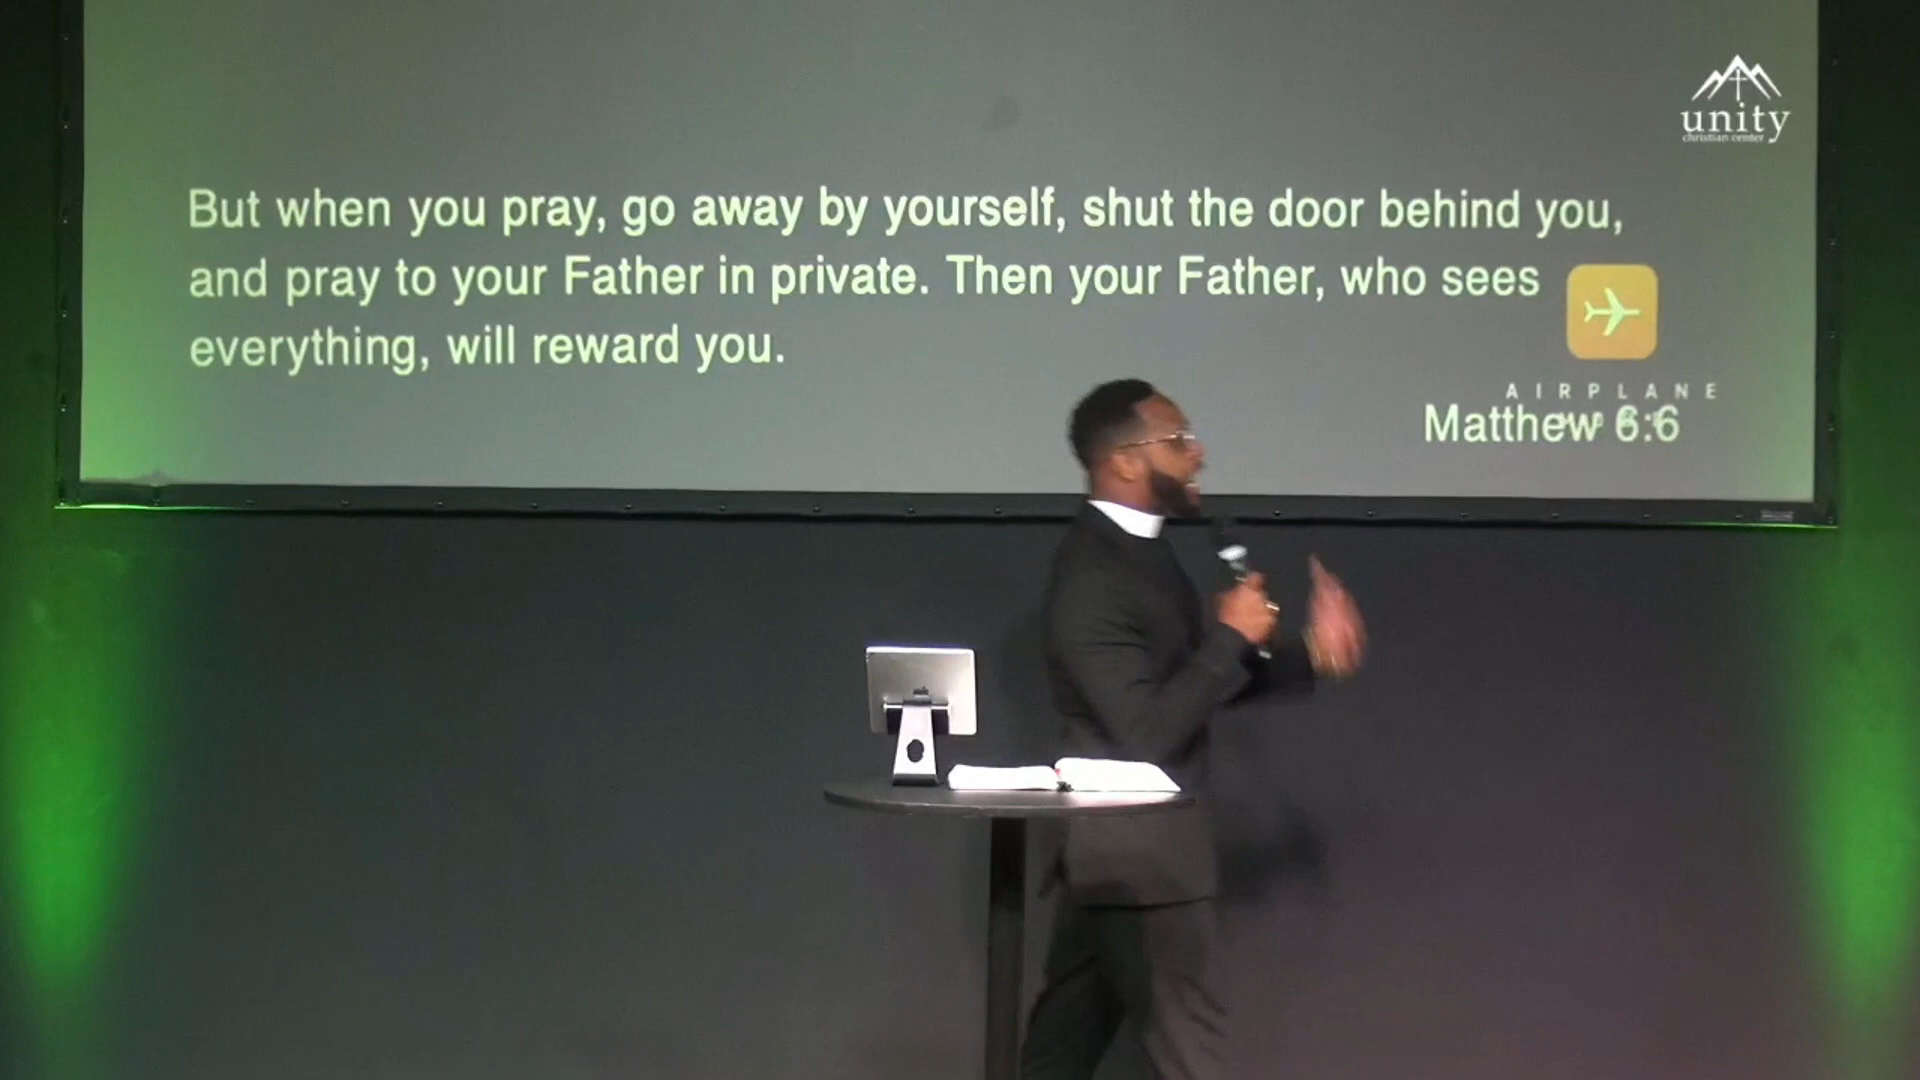 unity
christian center
But when you pray, go away by yourself, shut the door behind you,
and pray to your Father in private. Then your Father, who sees
everything, will reward you.
AIRPLANE
Matthew 6:6